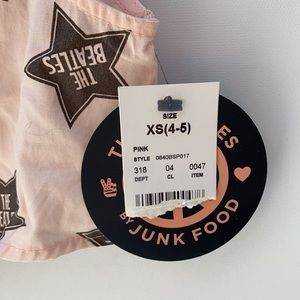 THE
BEATLES
SIZE
XS(4-5)
PINK
STYLE 0640BSP017
318 04 0047
DEPT CL ITEM
BY
JUNK FOOD